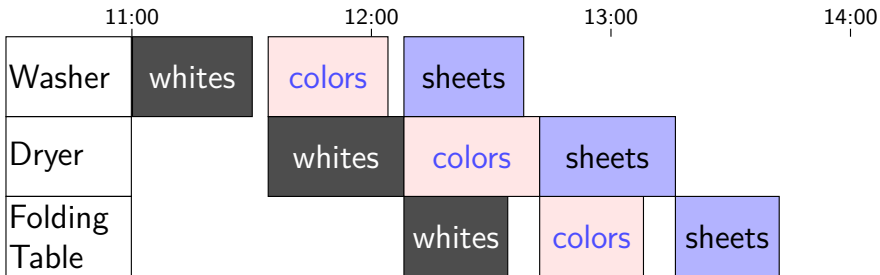 11:00 12:00 13:00 14:00
Washer whites colors sheets
Dryer whites colors sheets
Folding
Table whites colors sheets